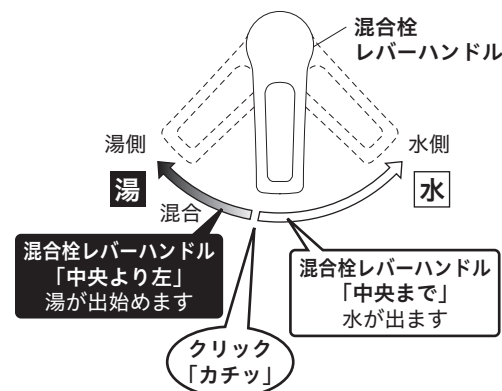 混合栓
レバーハンドル
湯側
水側
湯
水
混合
混合栓レバーハンドル
「中央より左」
湯が出始めます
混合栓レバーハンドル
「中央まで」
水が出ます
クリック
「カチッ」